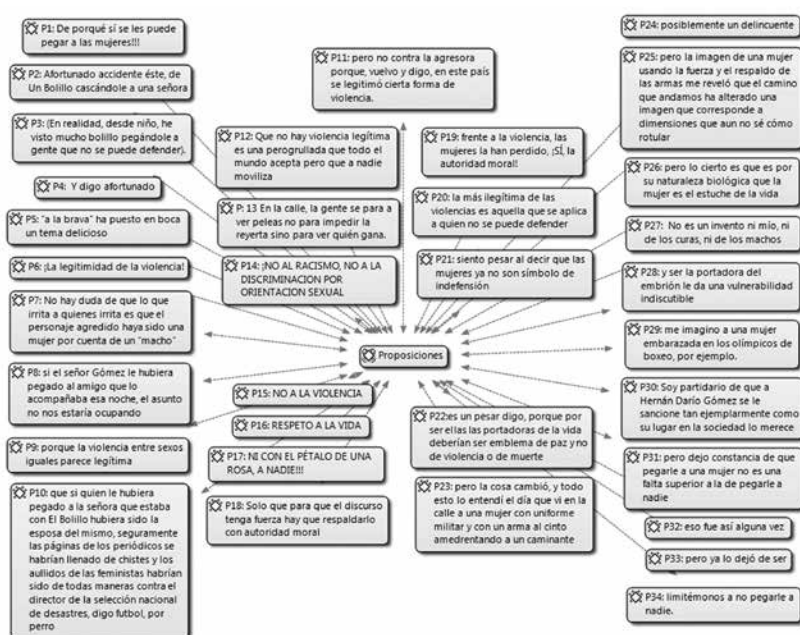 P1: De porqué sí se les puede
pegar a las mujeres!!!
P2: Afortunado accidente éste, de
Un Bolillo cascándole a una señora
P3: (En realidad, desde niño, he
visto mucho bolillo pegándole a
gente que no se puede defender).
P4: Y digo afortunado
P5: "a la brava" ha puesto en boca
un tema delicioso
P6: ¡La legitimidad de la violencia!
P7: No hay duda de que lo que
irrita a quienes irrita es que el
personaje agredido haya sido una
mujer por cuenta de un "macho"
P8: si el señor Gómez le hubiera
pegado al amigo que lo
acompañaba esa noche, el asunto
no nos estaría ocupando
P9: porque la violencia entre sexos
iguales parece legítima
P10: que si quien le hubiera
pegado a la señora que estaba
con El Bolillo hubiera sido la
esposa del mismo, seguramente
las páginas de los periódicos se
habrían llenado de chistes y los
aullidos de las feministas habrían
sido de todas maneras contra el
director de la selección nacional
de desastres, digo futbol, por
perro
P11: pero no contra la agresora
porque, vuelvo y digo, en este país
se legitimó cierta forma de
violencia.
P12: Que no hay violencia legítima
es una perogrullada que todo el
mundo acepta pero que a nadie
moviliza
P: 13 En la calle, la gente se para a
ver peleas no para impedir la
reyerta sino para ver quién gana.
P14: ¡NO AL RACISMO, NO A LA
DISCRIMINACION POR
ORIENTACION SEXUAL
Proposiciones
P15: NO A LA VIOLENCIA
P16: RESPETO A LA VIDA
P17: NI CON EL PÉTALO DE UNA
ROSA, A NADIE!!!
P18: Solo que para que el discurso
tenga fuerza hay que respaldarlo
con autoridad moral
P19: frente a la violencia, las
mujeres la han perdido, ¡SÍ, la
autoridad moral!
P20: la más ilegítima de las
violencias es aquella que se aplica
a quien no se puede defender
P21: siento pesar al decir que las
mujeres ya no son símbolo de
indefensión
P22:es un pesar digo, porque por
ser ellas las portadoras de la vida
deberían ser emblema de paz y no
de violencia o de muerte
P23: pero la cosa cambió, y todo
esto lo entendí el día que vi en la
calle a una mujer con uniforme
militar y con un arma al cinto
amedrentando a un caminante
P24: posiblemente un delincuente
P25: pero la imagen de una mujer
usando la fuerza y el respaldo de
las armas me reveló que el camino
que andamos ha alterado una
imagen que corresponde a
dimensiones que aun no sé cómo
rotular
P26: pero lo cierto es que es por
su naturaleza biológica que la
mujer es el estuche de la vida
P27: No es un invento ni mío, ni
de los curas, ni de los machos
P28: y ser la portadora del
embrión le da una vulnerabilidad
indiscutible
P29: me imagino a una mujer
embarazada en los olímpicos de
boxeo, por ejemplo.
P30: Soy partidario de que a
Hernán Darío Gómez se le
sancione tan ejemplarmente como
su lugar en la sociedad lo merece
P31: pero dejo constancia de que
pegarle a una mujer no es una
falta superior a la de pegarle a
nadie
P32: eso fue así alguna vez
P33: pero ya lo dejó de ser
P34: limitémonos a no pegarle a
nadie.